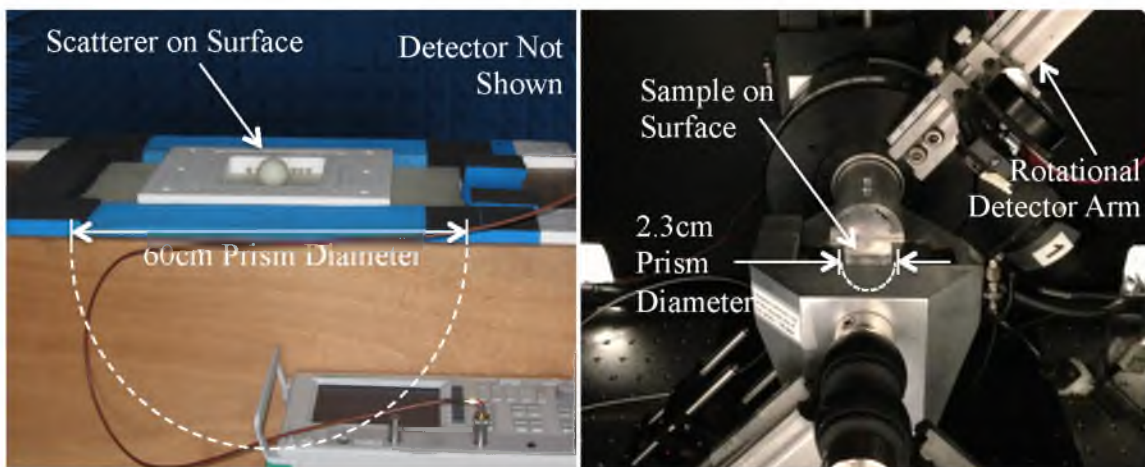 Scatterer on Surface
Detector Not
Shown
60cm Prism Diameter
Sample on
Surface
Rotational
Detector Arm
2.3cm
Prism
Diameter
1